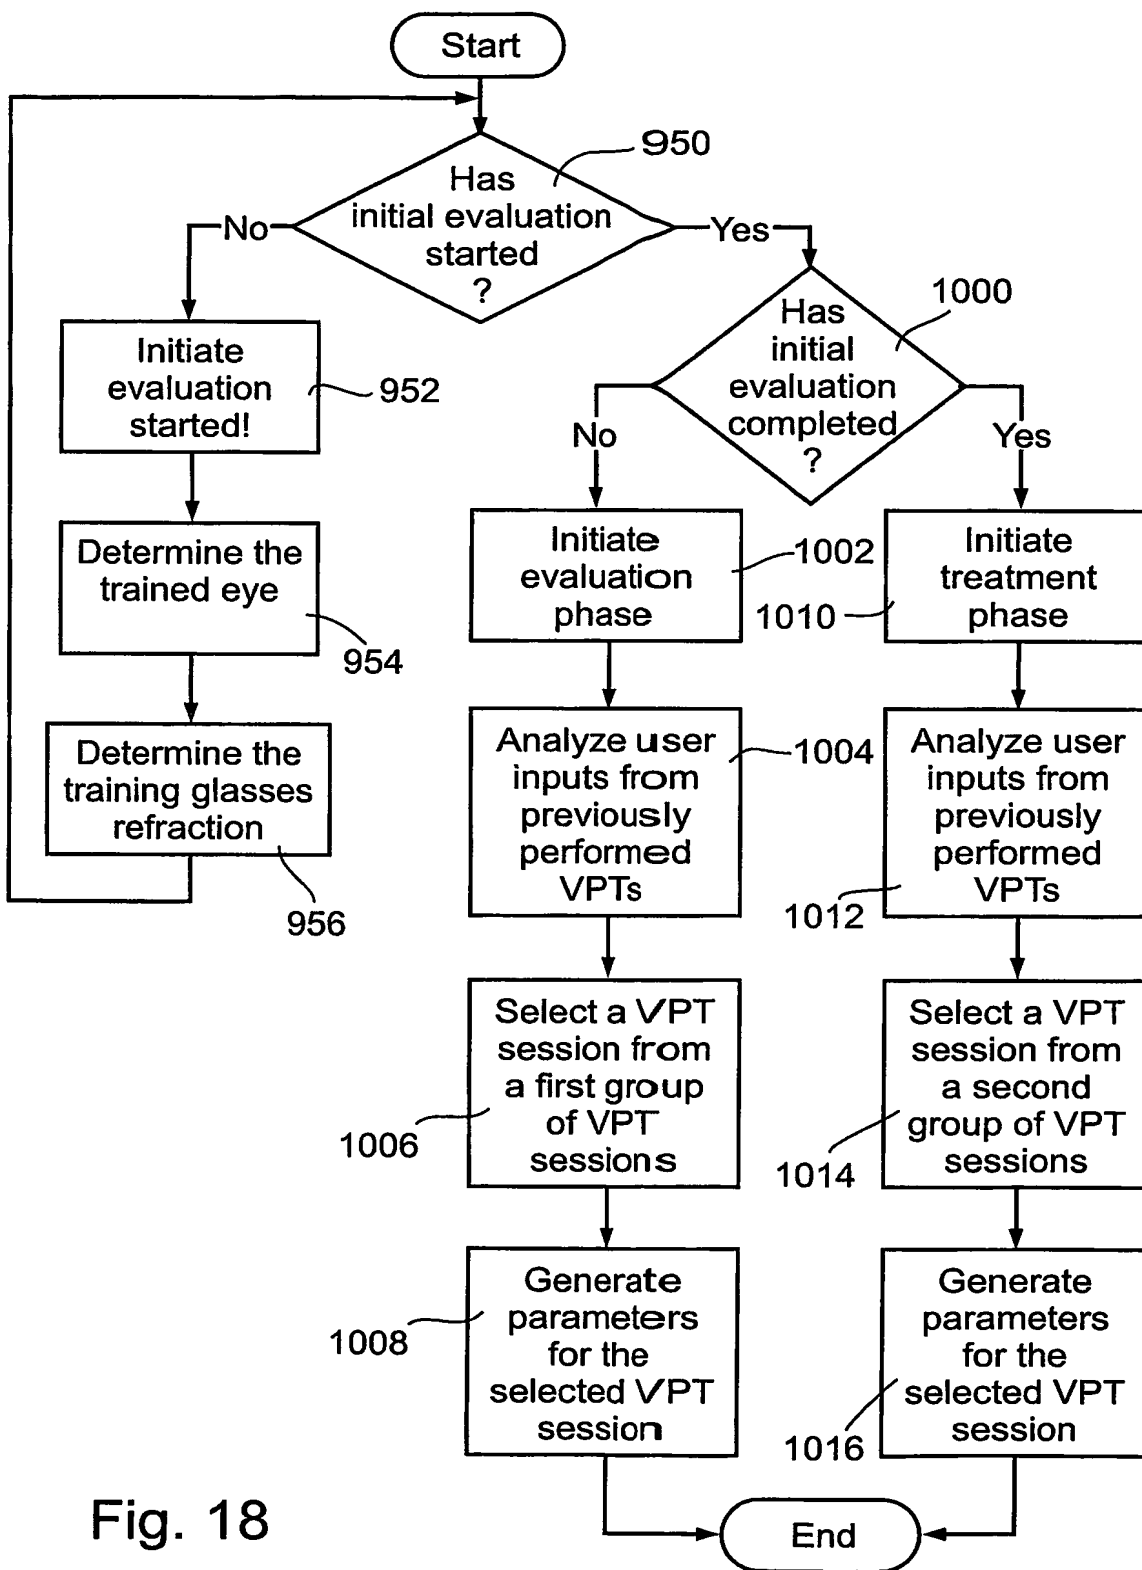 Start
950
Has
initial evaluation
started
?
No
Yes
1000
Has
initial
evaluation
completed
?
No
Yes
Initiate
evaluation
started!
952
Determine the
trained eye
954
Determine the
training glasses
refraction
956
Initiate
evaluation
phase
1002
Initiate
treatment
phase
1010
Analyze user
inputs from
previously
performed
VPTs
1004
Analyze user
inputs from
previously
performed
VPTs
1012
Select a VPT
session from
a first group
of VPT
sessions
1006
Select a VPT
session from
a second
group of VPT
sessions
1014
Generate
parameters
for the
selected VPT
session
1008
Generate
parameters
for the
selected VPT
session
1016
End
Fig. 18